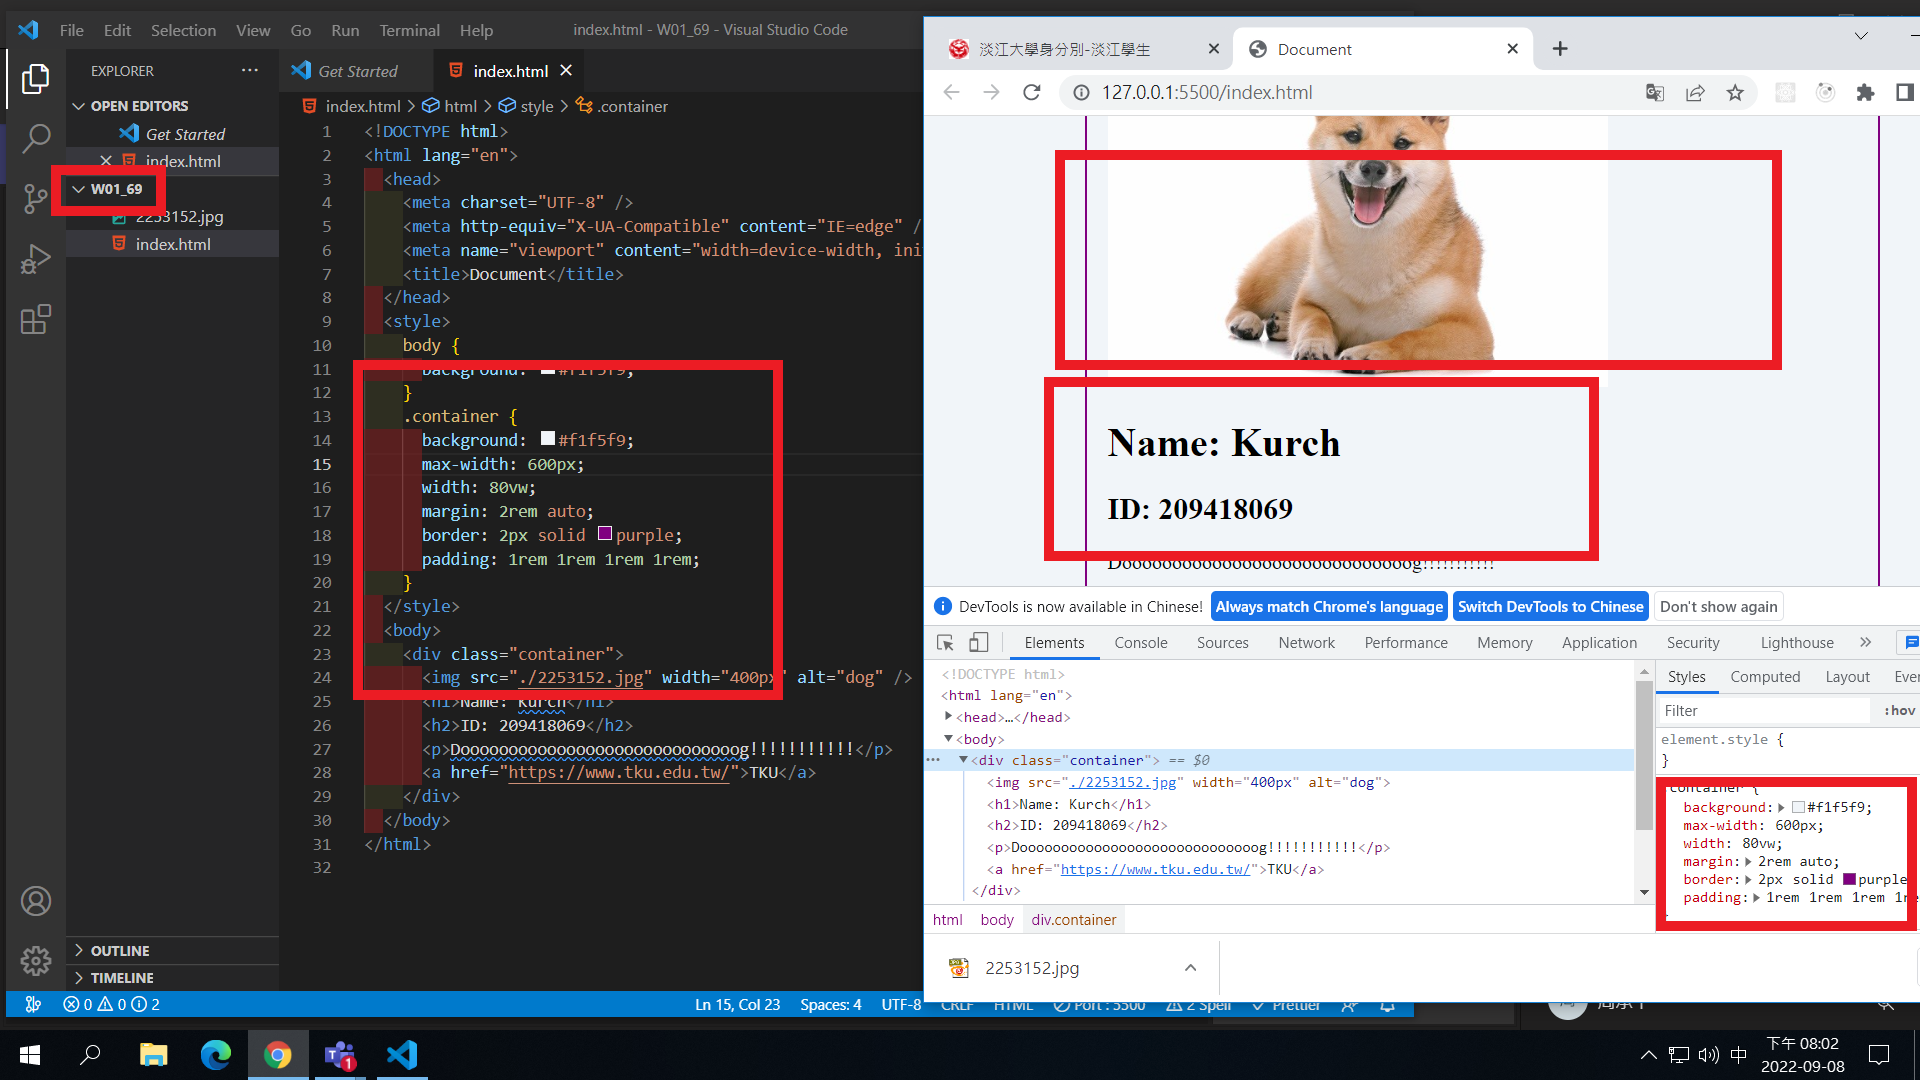 File Edit Selection View Go Run Terminal Help
index.html - W01_69 - Visual Studio Code
EXPLORER
OPEN EDITORS
Get Started
index.html
W01_69
2253152.jpg
index.html
OUTLINE
TIMELINE
Get Started
index.html
index.html > html > style > .container
1 <!DOCTYPE html>
2 <html lang="en">
3 <head>
4 <meta charset="UTF-8" />
5 <meta http-equiv="X-UA-Compatible" content="IE=edge" /
6 <meta name="viewport" content="width=device-width, ini
7 <title>Document</title>
8 </head>
9 <style>
10 body {
11 background: #f1f5f9;
12 }
13 .container {
14 background: #f1f5f9;
15 max-width: 600px;
16 width: 80vw;
17 margin: 2rem auto;
18 border: 2px solid purple;
19 padding: 1rem 1rem 1rem 1rem;
20 }
21 </style>
22 <body>
23 <div class="container">
24 <img src="./2253152.jpg" width="400px" alt="dog" />
25 <h1>Name: Kurch</h1>
26 <h2>ID: 209418069</h2>
27 <p>Doooooooooooooooooooooooooooooog!!!!!!!!!!!</p>
28 <a href="https://www.tku.edu.tw/">TKU</a>
29 </div>
30 </body>
31 </html>
32
0 0 2
Ln 15, Col 23 Spaces: 4 UTF-8 CRLF HTML Port : 5500 2 Spell Prettier
淡江大學身分別-淡江學生
Document
127.0.0.1:5500/index.html
Name: Kurch
ID: 209418069
Doooooooooooooooooooooooooooooog!!!!!!!!!!!
DevTools is now available in Chinese! Always match Chrome's language Switch DevTools to Chinese Don't show again
Elements Console Sources Network Performance Memory Application Security Lighthouse
<!DOCTYPE html>
<html lang="en">
<head>…</head>
<body>
<div class="container"> == $0
<img src="./2253152.jpg" width="400px" alt="dog">
<h1>Name: Kurch</h1>
<h2>ID: 209418069</h2>
<p>Doooooooooooooooooooooooooooooog!!!!!!!!!!!</p>
<a href="https://www.tku.edu.tw/">TKU</a>
</div>
html body div.container
Styles Computed Layout Even
Filter :hov
element.style {
}
container {
background: #f1f5f9;
max-width: 600px;
width: 80vw;
margin: 2rem auto;
border: 2px solid purple
padding: 1rem 1rem 1rem 1re
2253152.jpg
1
中
下午 08:02
2022-09-08